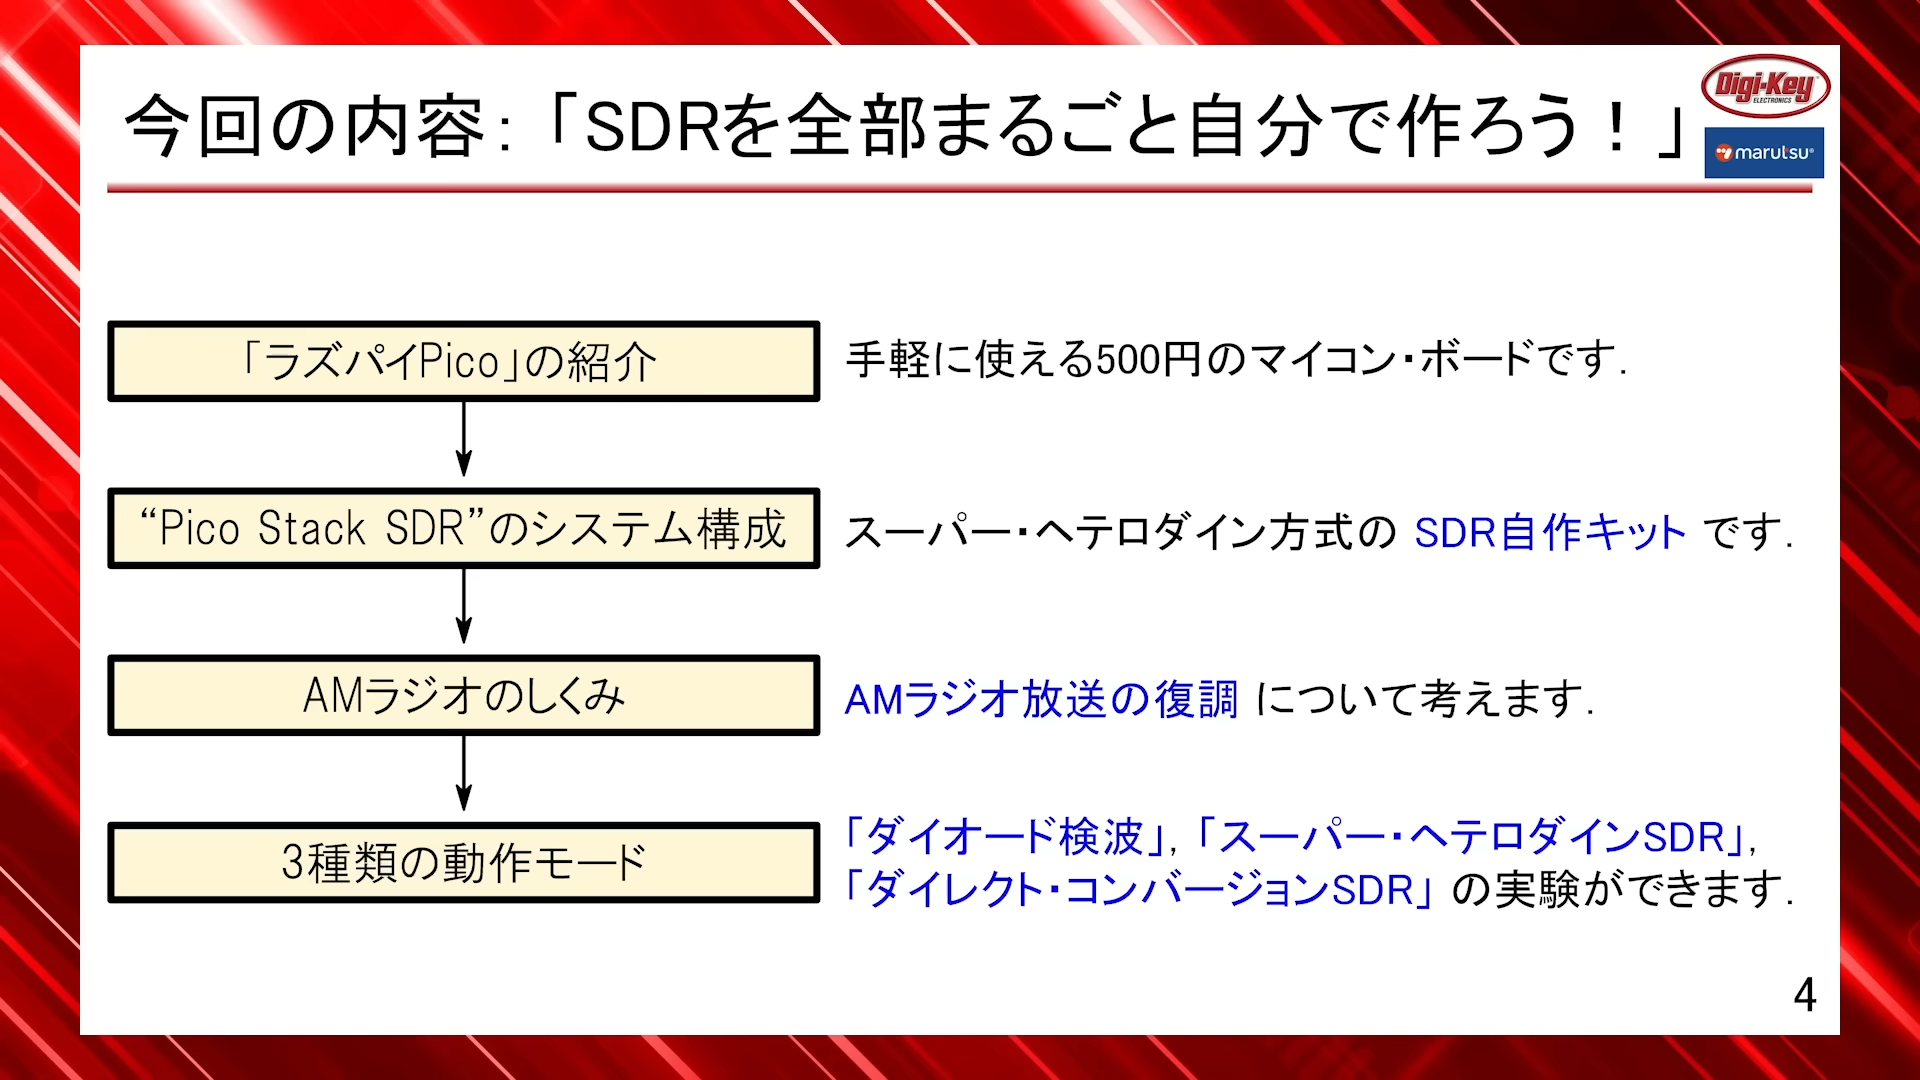 今回の内容：「SDRを全部まるごと自分で作ろう！」
Digi-Key
ELECTRONICS
marutsu®
「ラズパイPico」の紹介
手軽に使える500円のマイコン・ボードです．
“Pico Stack SDR”のシステム構成
スーパー・ヘテロダイン方式の SDR自作キット です．
AMラジオのしくみ
AMラジオ放送の復調 について考えます．
3種類の動作モード
「ダイオード検波」，「スーパー・ヘテロダインSDR」，
「ダイレクト・コンバージョンSDR」 の実験ができます．
4